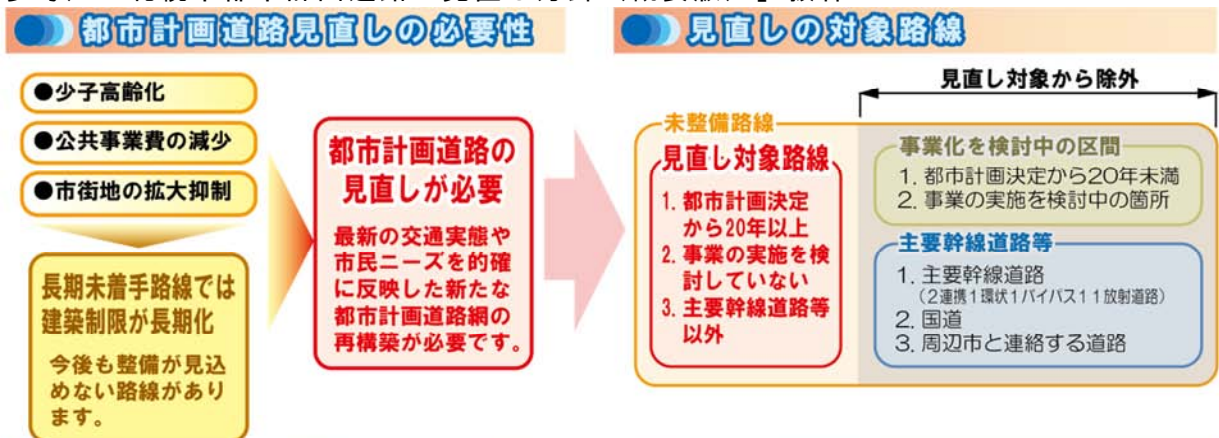 都市計画道路見直しの必要性
●少子高齢化
●公共事業費の減少
●市街地の拡大抑制
長期未着手路線では
建築制限が長期化
今後も整備が見込
めない路線があり
ます。
都市計画道路の
見直しが必要
最新の交通実態や
市民ニーズを的確
に反映した新たな
都市計画道路網の
再構築が必要です。
見直しの対象路線
見直し対象から除外
未整備路線
見直し対象路線
1. 都市計画決定
から20年以上
2. 事業の実施を検
討していない
3. 主要幹線道路等
以外
事業化を検討中の区間
1. 都市計画決定から20年未満
2. 事業の実施を検討中の箇所
主要幹線道路等
1. 主要幹線道路
（2連携1環状1バイパス11放射道路）
2. 国道
3. 周辺市と連絡する道路